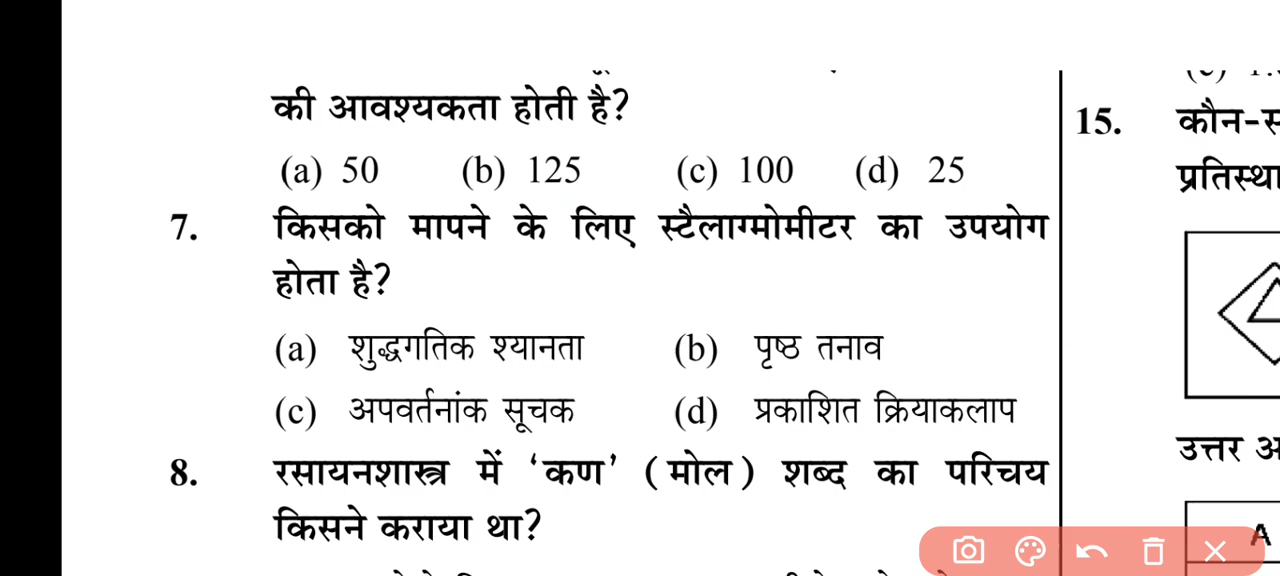 की आवश्यकता होती है?
(a) 50 (b) 125 (c) 100 (d) 25
7. किसको मापने के लिए स्टैलाग्मोमीटर का उपयोग
होता है?
(a) शुद्धगतिक श्यानता (b) पृष्ठ तनाव
(c) अपवर्तनांक सूचक (d) प्रकाशित क्रियाकलाप
8. रसायनशास्त्र में ‘कण’ (मोल) शब्द का परिचय
किसने कराया था?
15.
उत्तर
A